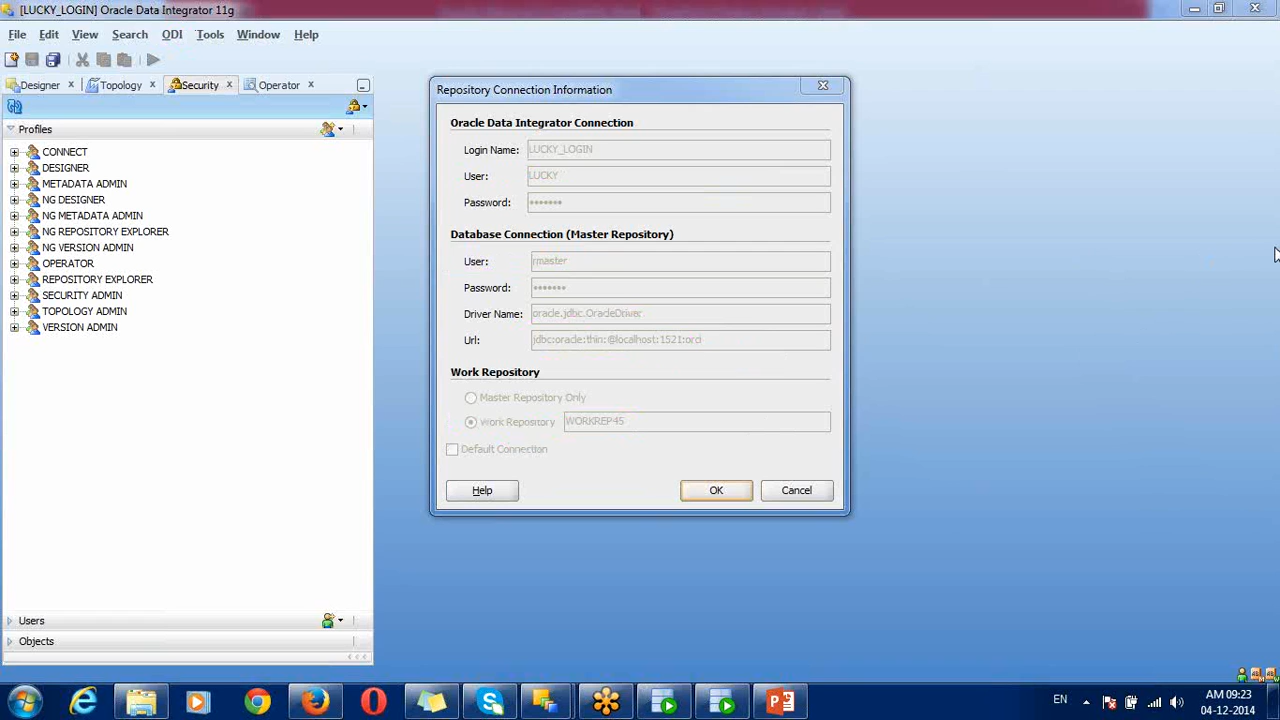 [LUCKY_LOGIN] Oracle Data Integrator 11g
File Edit View Search ODI Tools Window Help
Designer Topology Security Operator
Profiles
CONNECT
DESIGNER
METADATA ADMIN
NG DESIGNER
NG METADATA ADMIN
NG REPOSITORY EXPLORER
NG VERSION ADMIN
OPERATOR
REPOSITORY EXPLORER
SECURITY ADMIN
TOPOLOGY ADMIN
VERSION ADMIN
Users
Objects
Repository Connection Information
Oracle Data Integrator Connection
Login Name: LUCKY_LOGIN
User: LUCKY
Password: •••••••
Database Connection (Master Repository)
User: rmaster
Password: •••••••
Driver Name: oracle.jdbc.OracleDriver
Url: jdbc:oracle:thin:@localhost:1521:orcl
Work Repository
Master Repository Only
Work Repository WORKREP45
Default Connection
Help OK Cancel
EN
AM 09:23
04-12-2014